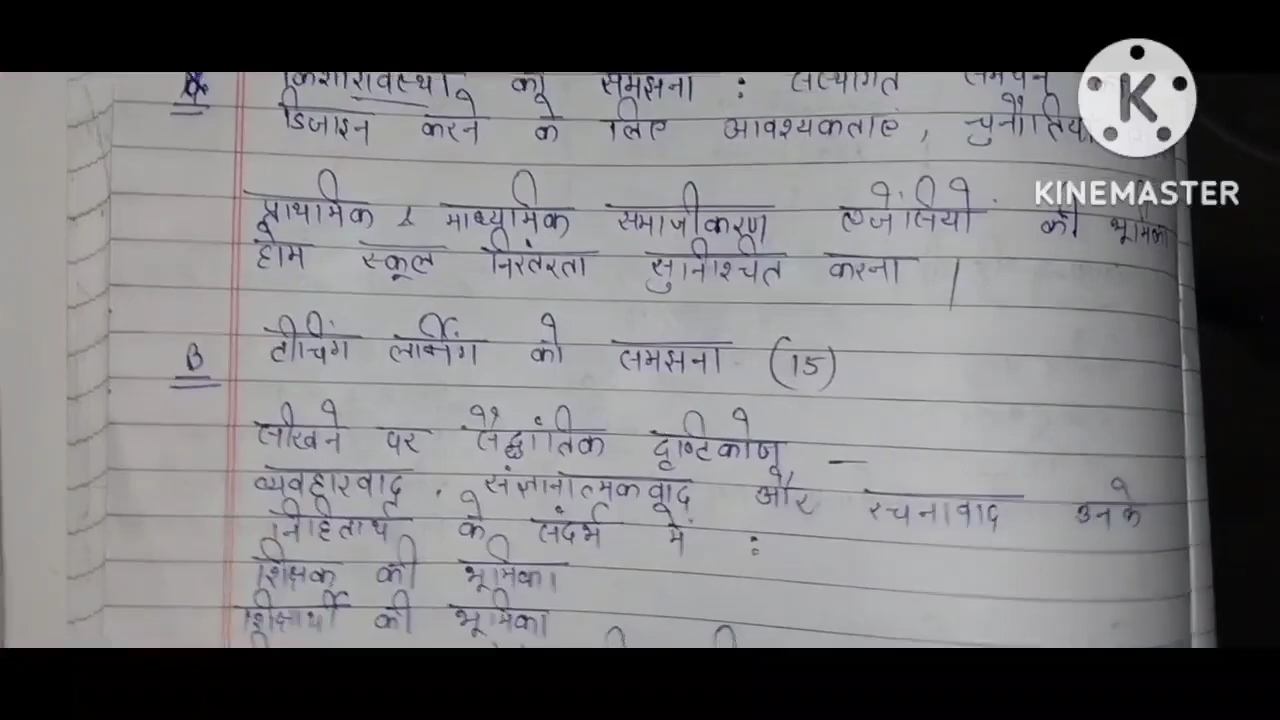 किशोरावस्था को समझना : संस्थागत समर्थन
डिजाइन करने के लिए आवश्यकताएं , चुनौतिया
प्राथमिक & माध्यमिक समाजीकरण एजेंसियों की भूमिका
होम स्कूल निरंतरता सुनिश्चित करना |
B टीचिंग लर्निंग को समझना (15)
सीखने पर सैद्धांतिक दृष्टिकोण —
व्यवहारवाद , संज्ञानात्मकवाद और रचनावाद उनके
निहितार्थ के संदर्भ में :
शिक्षक की भूमिका
शिक्षार्थी की भूमिका
K
KINEMASTER